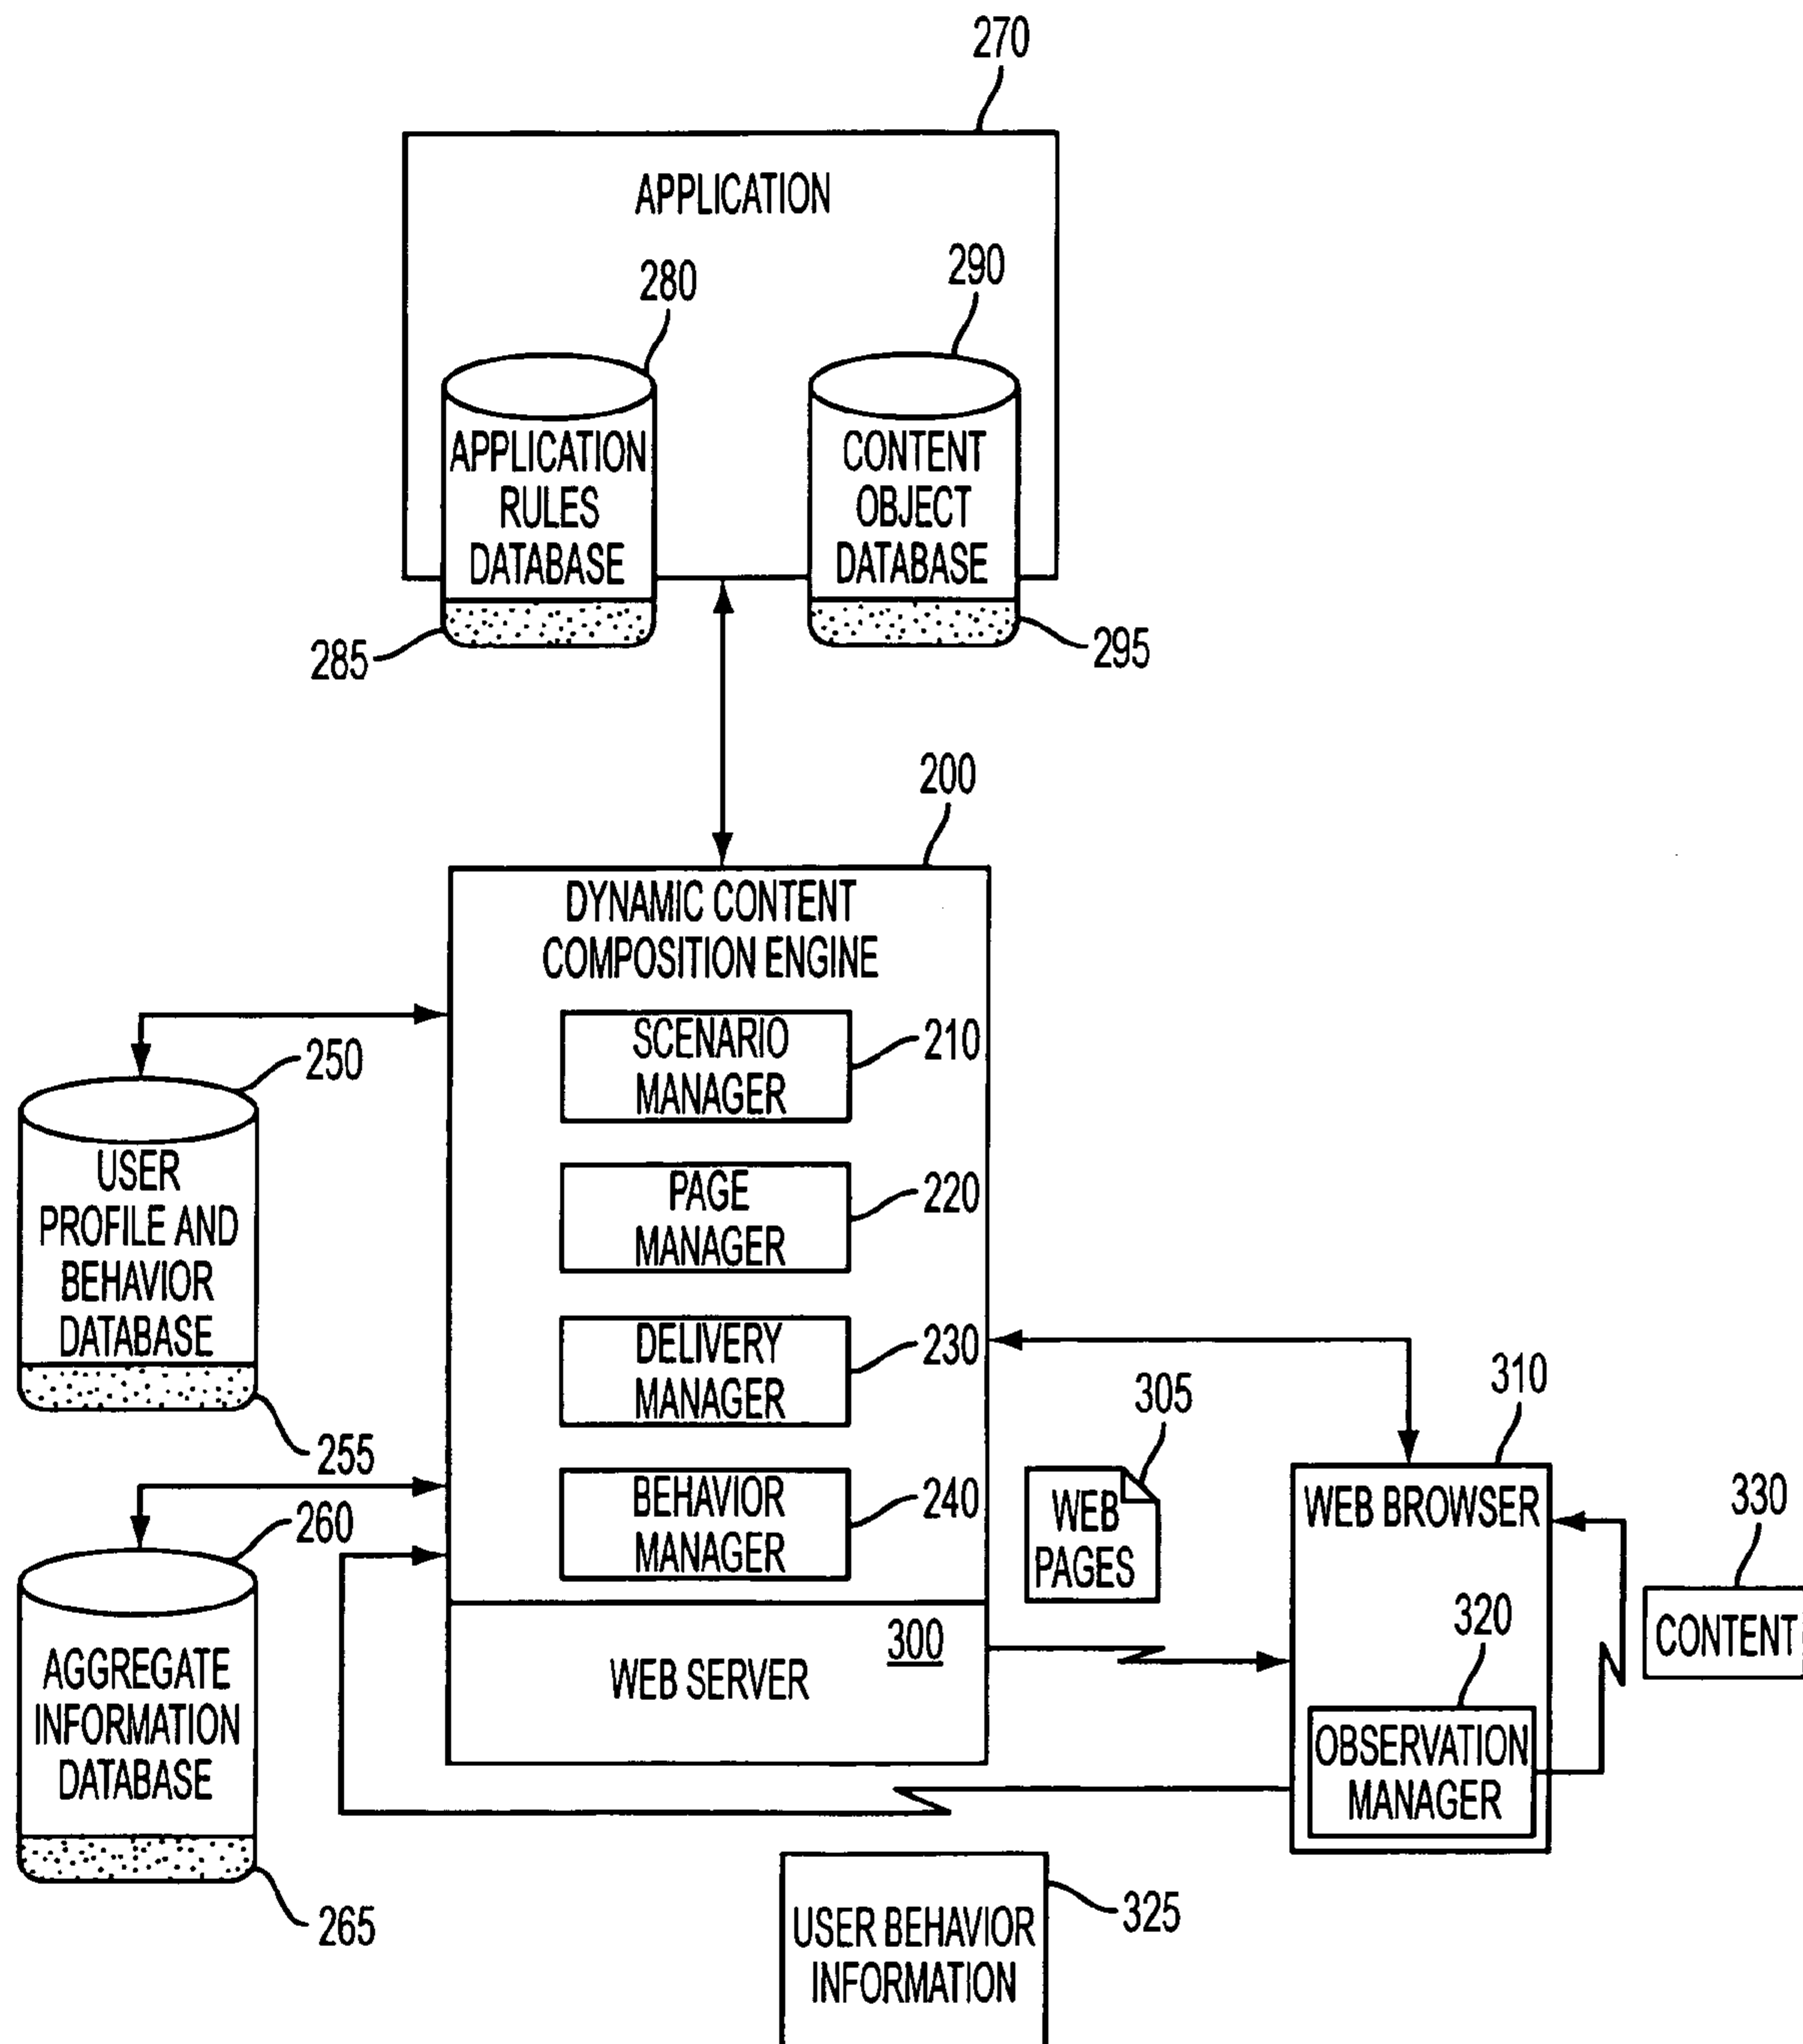 270
APPLICATION
280
290
APPLICATION
RULES
DATABASE
CONTENT
OBJECT
DATABASE
285
295
200
DYNAMIC CONTENT
COMPOSITION ENGINE
SCENARIO
MANAGER
210
250
PAGE
MANAGER
220
USER
PROFILE AND
BEHAVIOR
DATABASE
DELIVERY
MANAGER
230
255
305
310
BEHAVIOR
MANAGER
240
WEB
PAGES
WEB BROWSER
330
CONTENT
260
320
AGGREGATE
INFORMATION
DATABASE
300
WEB SERVER
OBSERVATION
MANAGER
265
USER BEHAVIOR
INFORMATION
325